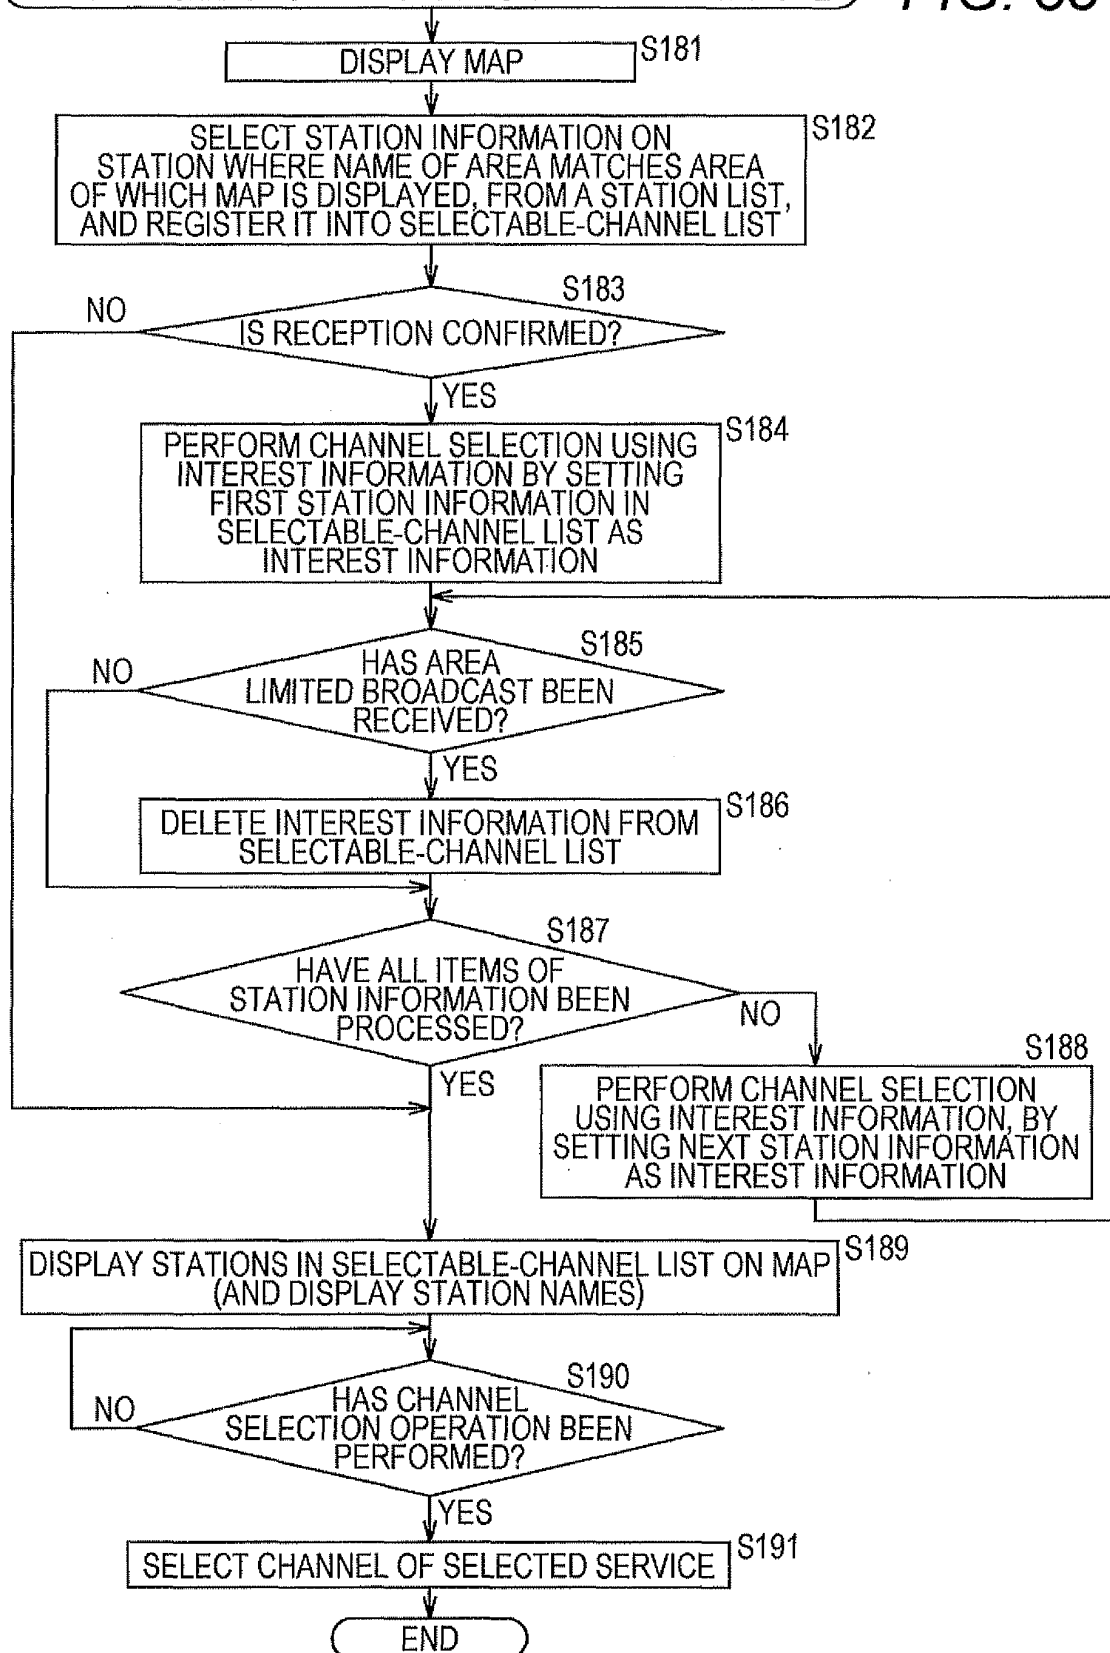 FIG.
DISPLAY MAP
S181
S182
SELECT STATION INFORMATION ON
STATION WHERE NAME OF AREA MATCHES AREA
OF WHICH MAP IS DISPLAYED, FROM A STATION LIST,
AND REGISTER IT INTO SELECTABLE-CHANNEL LIST
S183
NO
IS RECEPTION CONFIRMED?
YES
S184
PERFORM CHANNEL SELECTION USING
INTEREST INFORMATION BY SETTING
FIRST STATION INFORMATION IN
SELECTABLE-CHANNEL LIST AS
INTEREST INFORMATION
S185
NO
HAS AREA
LIMITED BROADCAST BEEN
RECEIVED?
YES
S186
DELETE INTEREST INFORMATION FROM
SELECTABLE-CHANNEL LIST
S187
HAVE ALL ITEMS OF
STATION INFORMATION BEEN
PROCESSED?
NO
YES
S188
PERFORM CHANNEL SELECTION
USING INTEREST INFORMATION, BY
SETTING NEXT STATION INFORMATION
AS INTEREST INFORMATION
S189
DISPLAY STATIONS IN SELECTABLE-CHANNEL LIST ON MAP
(AND DISPLAY STATION NAMES)
S190
NO
HAS CHANNEL
SELECTION OPERATION BEEN
PERFORMED?
YES
S191
SELECT CHANNEL OF SELECTED SERVICE
END